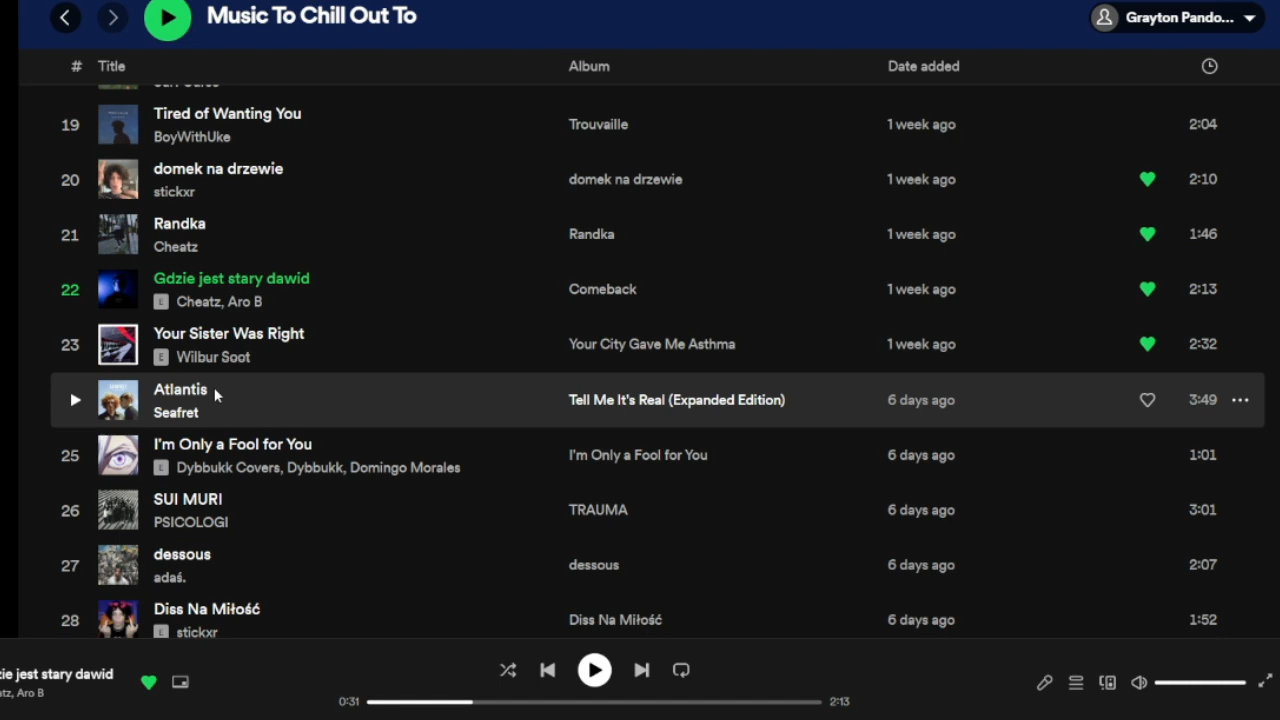 Music To Chill Out To
Grayton Pando...
# Title Album Date added
19 Tired of Wanting You Trouvaille 1 week ago 2:04
BoyWithUke
20 domek na drzewie domek na drzewie 1 week ago 2:10
stickxr
21 Randka Randka 1 week ago 1:46
Cheatz
22 Gdzie jest stary dawid Comeback 1 week ago 2:13
E Cheatz, Aro B
23 Your Sister Was Right Your City Gave Me Asthma 1 week ago 2:32
E Wilbur Soot
Atlantis Tell Me It's Real (Expanded Edition) 6 days ago 3:49
Seafret
25 I'm Only a Fool for You I'm Only a Fool for You 6 days ago 1:01
E Dybbukk Covers, Dybbukk, Domingo Morales
26 SUI MURI TRAUMA 6 days ago 3:01
PSICOLOGI
27 dessous dessous 6 days ago 2:07
adaś.
28 Diss Na Miłość Diss Na Miłość 6 days ago 1:52
E stickxr
zie jest stary dawid
atz, Aro B
0:31 2:13